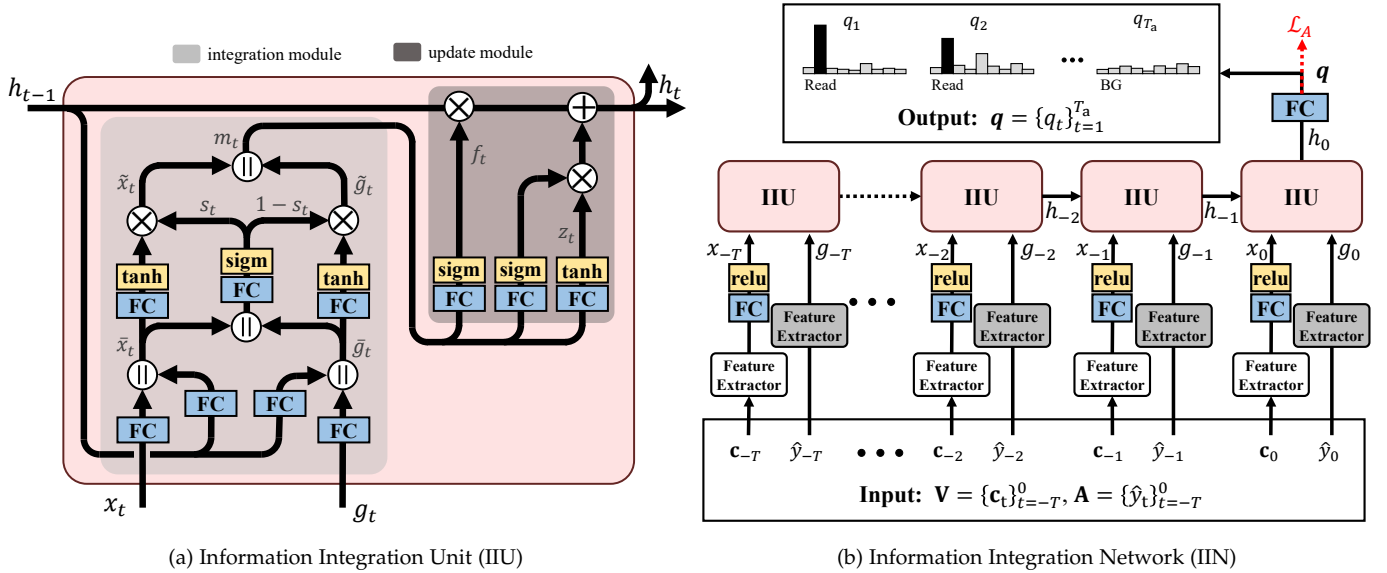 integration module
update module
h_{t-1}
h_t
m_t
f_t
x̃_t
g̃_t
s_t
1 − s_t
z_t
tanh
sigm
tanh
FC
FC
FC
sigm
sigm
tanh
FC
FC
FC
x̄_t
ḡ_t
||
||
||
||
FC
FC
FC
FC
x_t
g_t
(a) Information Integration Unit (IIU)
q_1
q_2
q_{T_a}
Read
Read
BG
Output: q = {q_t}_{t=1}^{T_a}
ℒ_A
q
FC
h_0
IIU
IIU
IIU
IIU
h_{-2}
h_{-1}
x_{-T}
g_{-T}
x_{-2}
g_{-2}
x_{-1}
g_{-1}
x_0
g_0
relu
relu
relu
relu
FC
FC
FC
FC
Feature
Extractor
Feature
Extractor
Feature
Extractor
Feature
Extractor
Feature
Extractor
Feature
Extractor
Feature
Extractor
Feature
Extractor
c_{-T}
ŷ_{-T}
c_{-2}
ŷ_{-2}
c_{-1}
ŷ_{-1}
c_0
ŷ_0
Input: V = {c_t}_{t=-T}^0, A = {ŷ_t}_{t=-T}^0
(b) Information Integration Network (IIN)